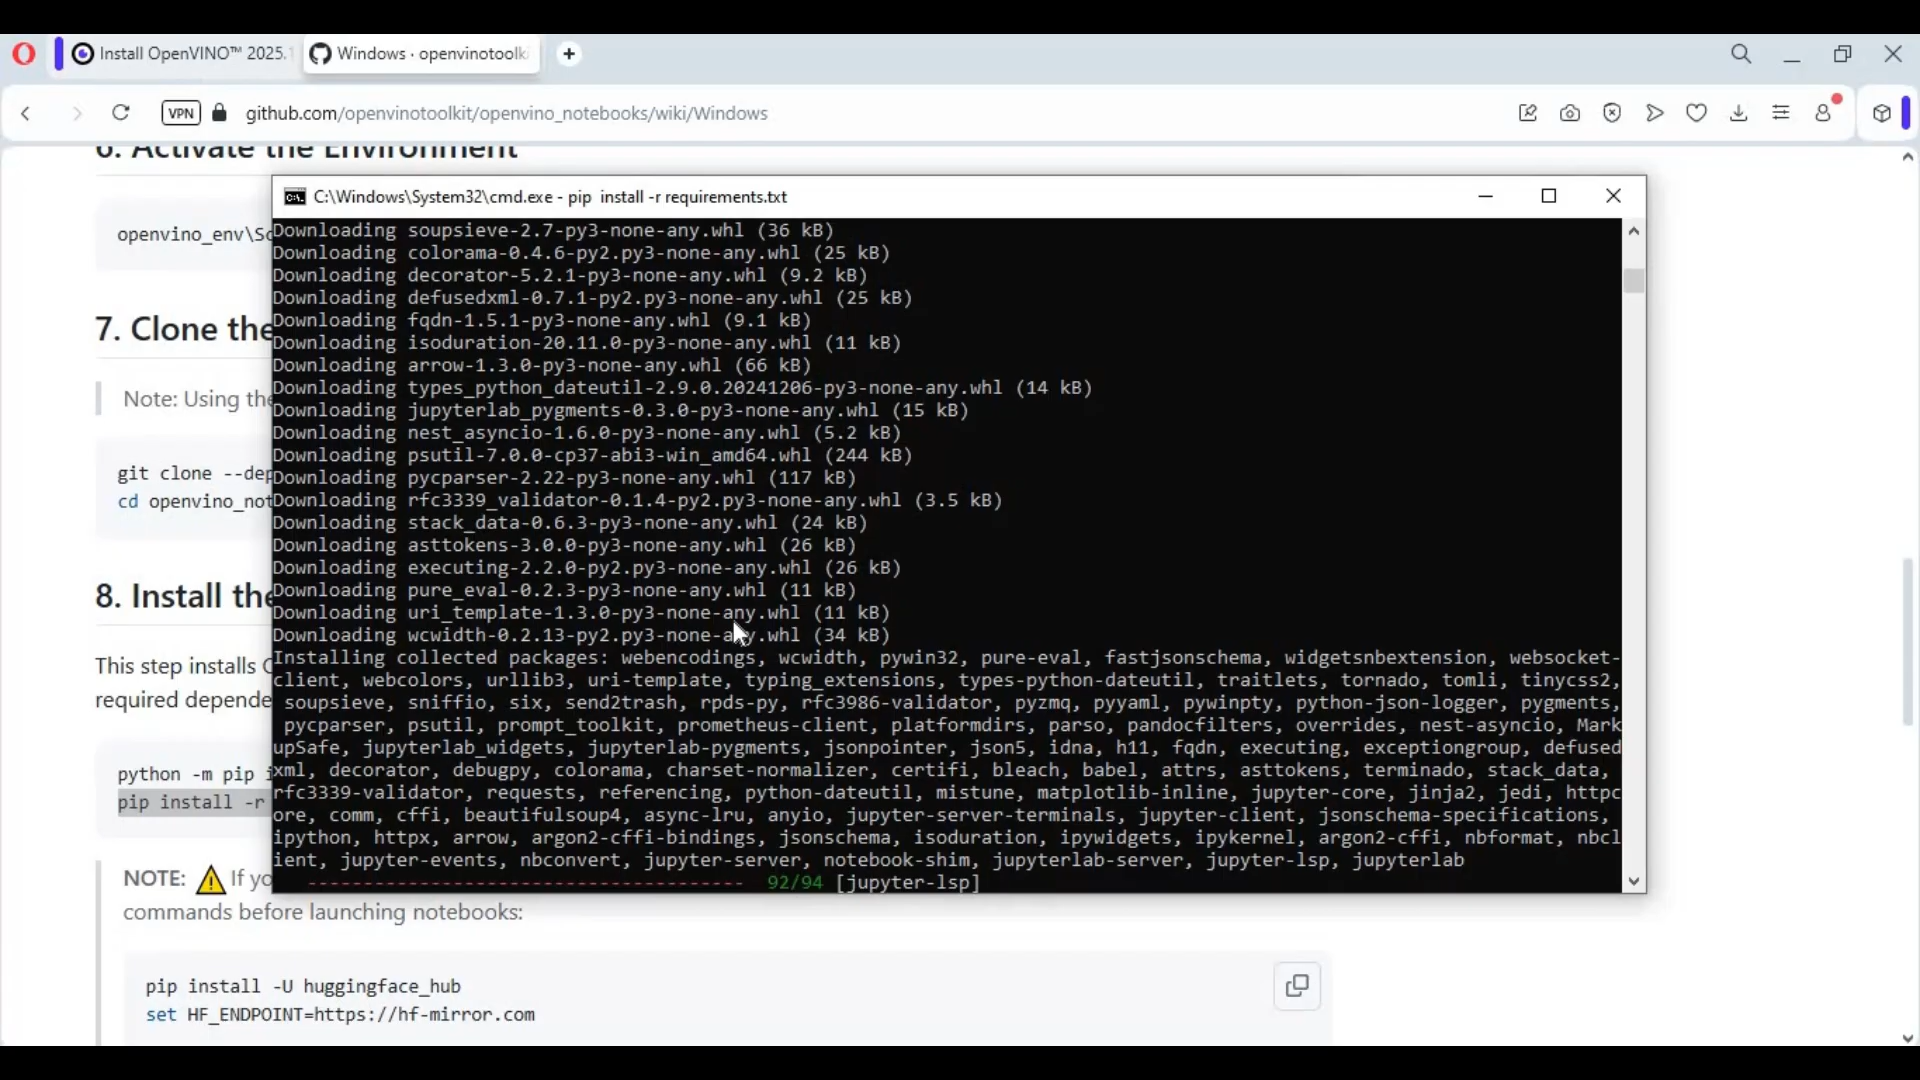 Install OpenVINO™ 2025.
Windows · openvinotoolki
VPN
github.com/openvinotoolkit/openvino_notebooks/wiki/Windows
6. Activate the Environment
openvino_env\Sc
7. Clone the
Note: Using the
git clone --dep
cd openvino_not
8. Install the
This step installs O
required depende
python -m pip i
pip install -r
NOTE: ⚠ If yo
commands before launching notebooks:
pip install -U huggingface_hub
set HF_ENDPOINT=https://hf-mirror.com
C:\Windows\System32\cmd.exe - pip  install -r requirements.txt
Downloading soupsieve-2.7-py3-none-any.whl (36 kB)
Downloading colorama-0.4.6-py2.py3-none-any.whl (25 kB)
Downloading decorator-5.2.1-py3-none-any.whl (9.2 kB)
Downloading defusedxml-0.7.1-py2.py3-none-any.whl (25 kB)
Downloading fqdn-1.5.1-py3-none-any.whl (9.1 kB)
Downloading isoduration-20.11.0-py3-none-any.whl (11 kB)
Downloading arrow-1.3.0-py3-none-any.whl (66 kB)
Downloading types_python_dateutil-2.9.0.20241206-py3-none-any.whl (14 kB)
Downloading jupyterlab_pygments-0.3.0-py3-none-any.whl (15 kB)
Downloading nest_asyncio-1.6.0-py3-none-any.whl (5.2 kB)
Downloading psutil-7.0.0-cp37-abi3-win_amd64.whl (244 kB)
Downloading pycparser-2.22-py3-none-any.whl (117 kB)
Downloading rfc3339_validator-0.1.4-py2.py3-none-any.whl (3.5 kB)
Downloading stack_data-0.6.3-py3-none-any.whl (24 kB)
Downloading asttokens-3.0.0-py3-none-any.whl (26 kB)
Downloading executing-2.2.0-py2.py3-none-any.whl (26 kB)
Downloading pure_eval-0.2.3-py3-none-any.whl (11 kB)
Downloading uri_template-1.3.0-py3-none-any.whl (11 kB)
Downloading wcwidth-0.2.13-py2.py3-none-any.whl (34 kB)
Installing collected packages: webencodings, wcwidth, pywin32, pure-eval, fastjsonschema, widgetsnbextension, websocket-
client, webcolors, urllib3, uri-template, typing_extensions, types-python-dateutil, traitlets, tornado, tomli, tinycss2,
soupsieve, sniffio, six, send2trash, rpds-py, rfc3986-validator, pyzmq, pyyaml, pywinpty, python-json-logger, pygments,
pycparser, psutil, prompt_toolkit, prometheus-client, platformdirs, parso, pandocfilters, overrides, nest-asyncio, Mark
upSafe, jupyterlab_widgets, jupyterlab-pygments, jsonpointer, json5, idna, h11, fqdn, executing, exceptiongroup, defused
xml, decorator, debugpy, colorama, charset-normalizer, certifi, bleach, babel, attrs, asttokens, terminado, stack_data,
rfc3339-validator, requests, referencing, python-dateutil, mistune, matplotlib-inline, jupyter-core, jinja2, jedi, httpc
ore, comm, cffi, beautifulsoup4, async-lru, anyio, jupyter-server-terminals, jupyter-client, jsonschema-specifications,
ipython, httpx, arrow, argon2-cffi-bindings, jsonschema, isoduration, ipywidgets, ipykernel, argon2-cffi, nbformat, nbcl
ient, jupyter-events, nbconvert, jupyter-server, notebook-shim, jupyterlab-server, jupyter-lsp, jupyterlab
--------------------------------------- 92/94 [jupyter-lsp]